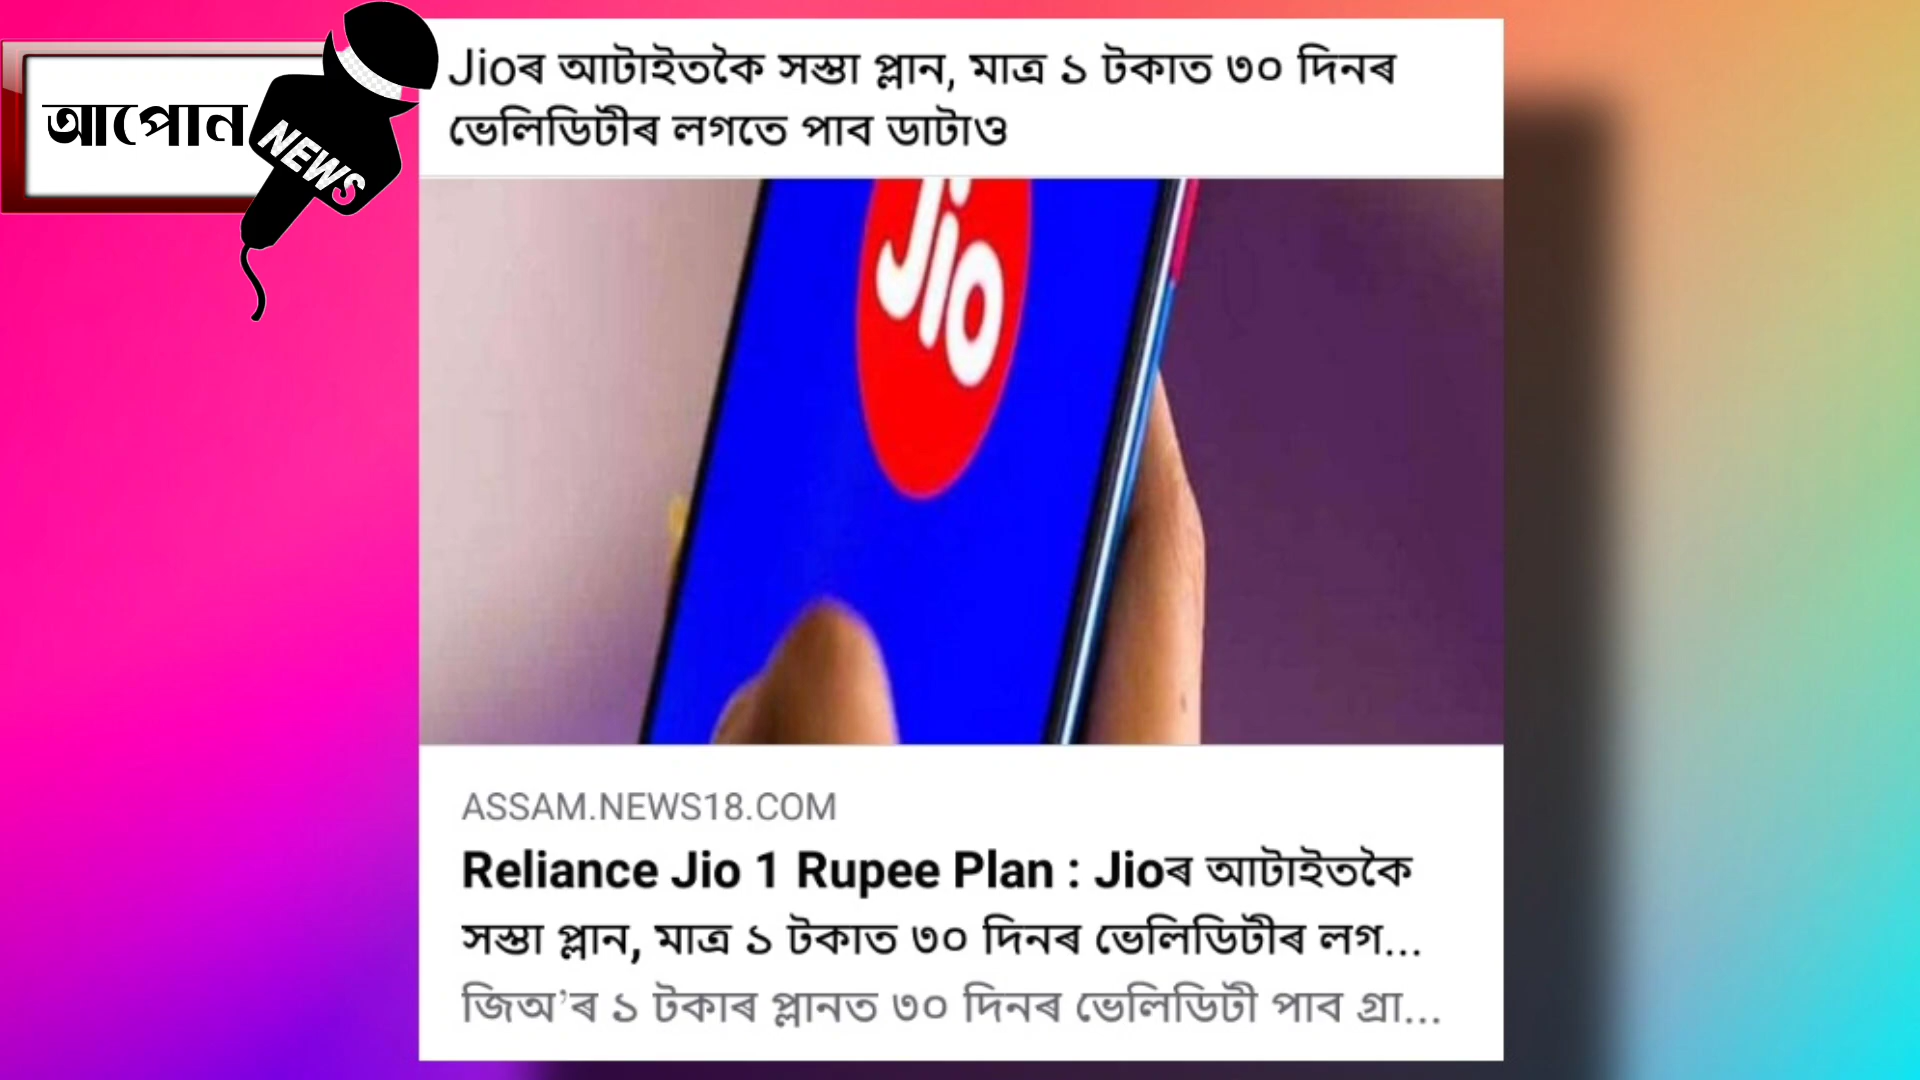 আপোন
NEWS
Jioৰ আটাইতকৈ সস্তা প্লান, মাত্ৰ ১ টকাত ৩০ দিনৰ
ভেলিডিটীৰ লগতে পাব ডাটাও
Jio
ASSAM.NEWS18.COM
Reliance Jio 1 Rupee Plan : Jioৰ আটাইতকৈ
সস্তা প্লান, মাত্ৰ ১ টকাত ৩০ দিনৰ ভেলিডিটীৰ লগ...
জিঅ’ৰ ১ টকাৰ প্লানত ৩০ দিনৰ ভেলিডিটী পাব গ্ৰা...